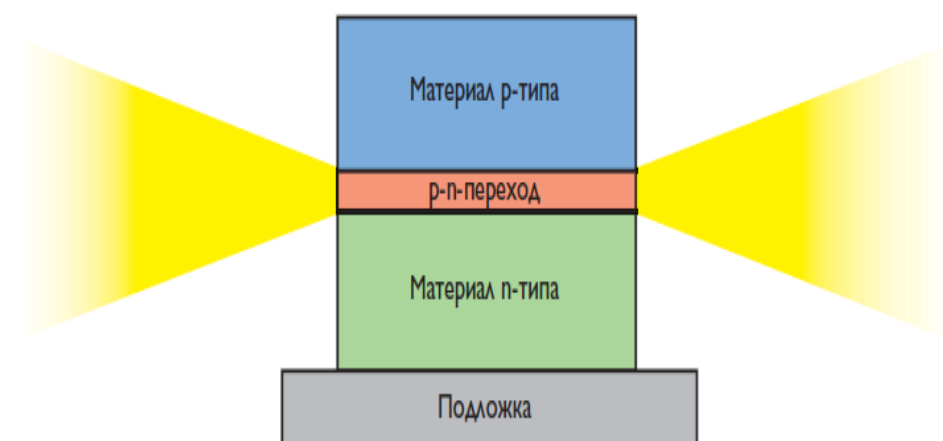 Материал p-типа
p-n-переход
Материал n-типа
Подложка